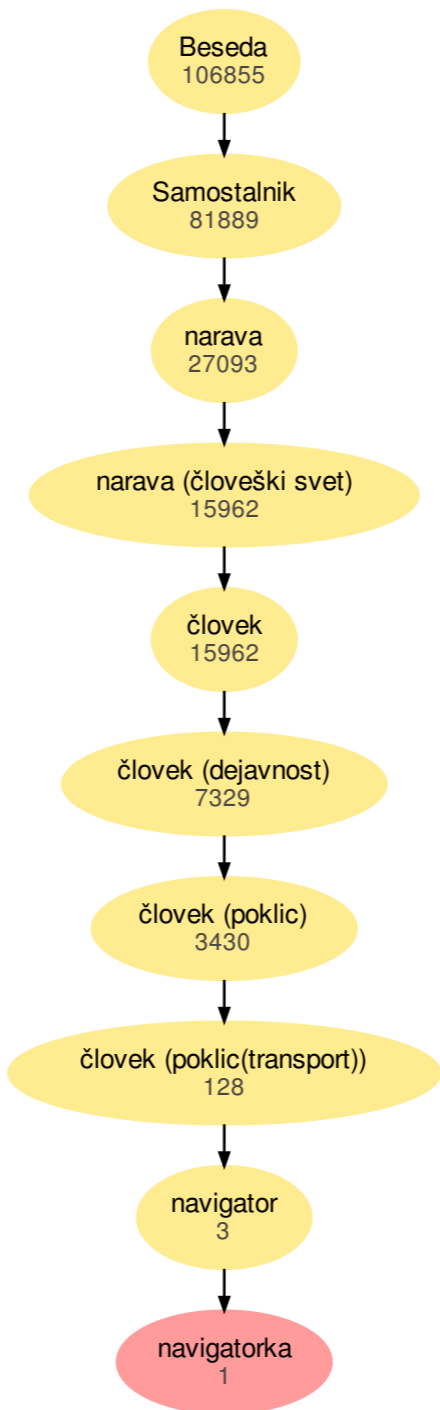 Beseda
106855
Samostalnik
81889
narava
27093
narava (človeški svet)
15962
človek
15962
človek (dejavnost)
7329
človek (poklic)
3430
človek (poklic(transport))
128
navigator
3
navigatorka
1